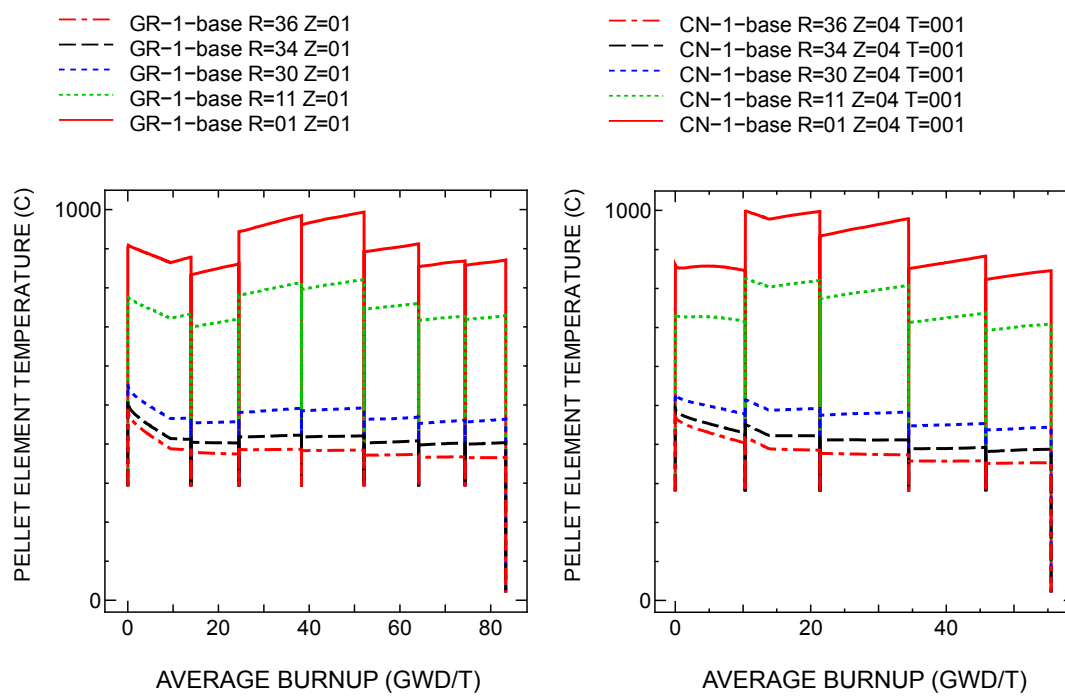 GR−1−base R=36 Z=01
GR−1−base R=34 Z=01
GR−1−base R=30 Z=01
GR−1−base R=11 Z=01
GR−1−base R=01 Z=01
PELLET ELEMENT TEMPERATURE (C)
1000
0
0 20 40 60 80
AVERAGE BURNUP (GWD/T)
CN−1−base R=36 Z=04 T=001
CN−1−base R=34 Z=04 T=001
CN−1−base R=30 Z=04 T=001
CN−1−base R=11 Z=04 T=001
CN−1−base R=01 Z=04 T=001
PELLET ELEMENT TEMPERATURE (C)
1000
0
0 20 40
AVERAGE BURNUP (GWD/T)